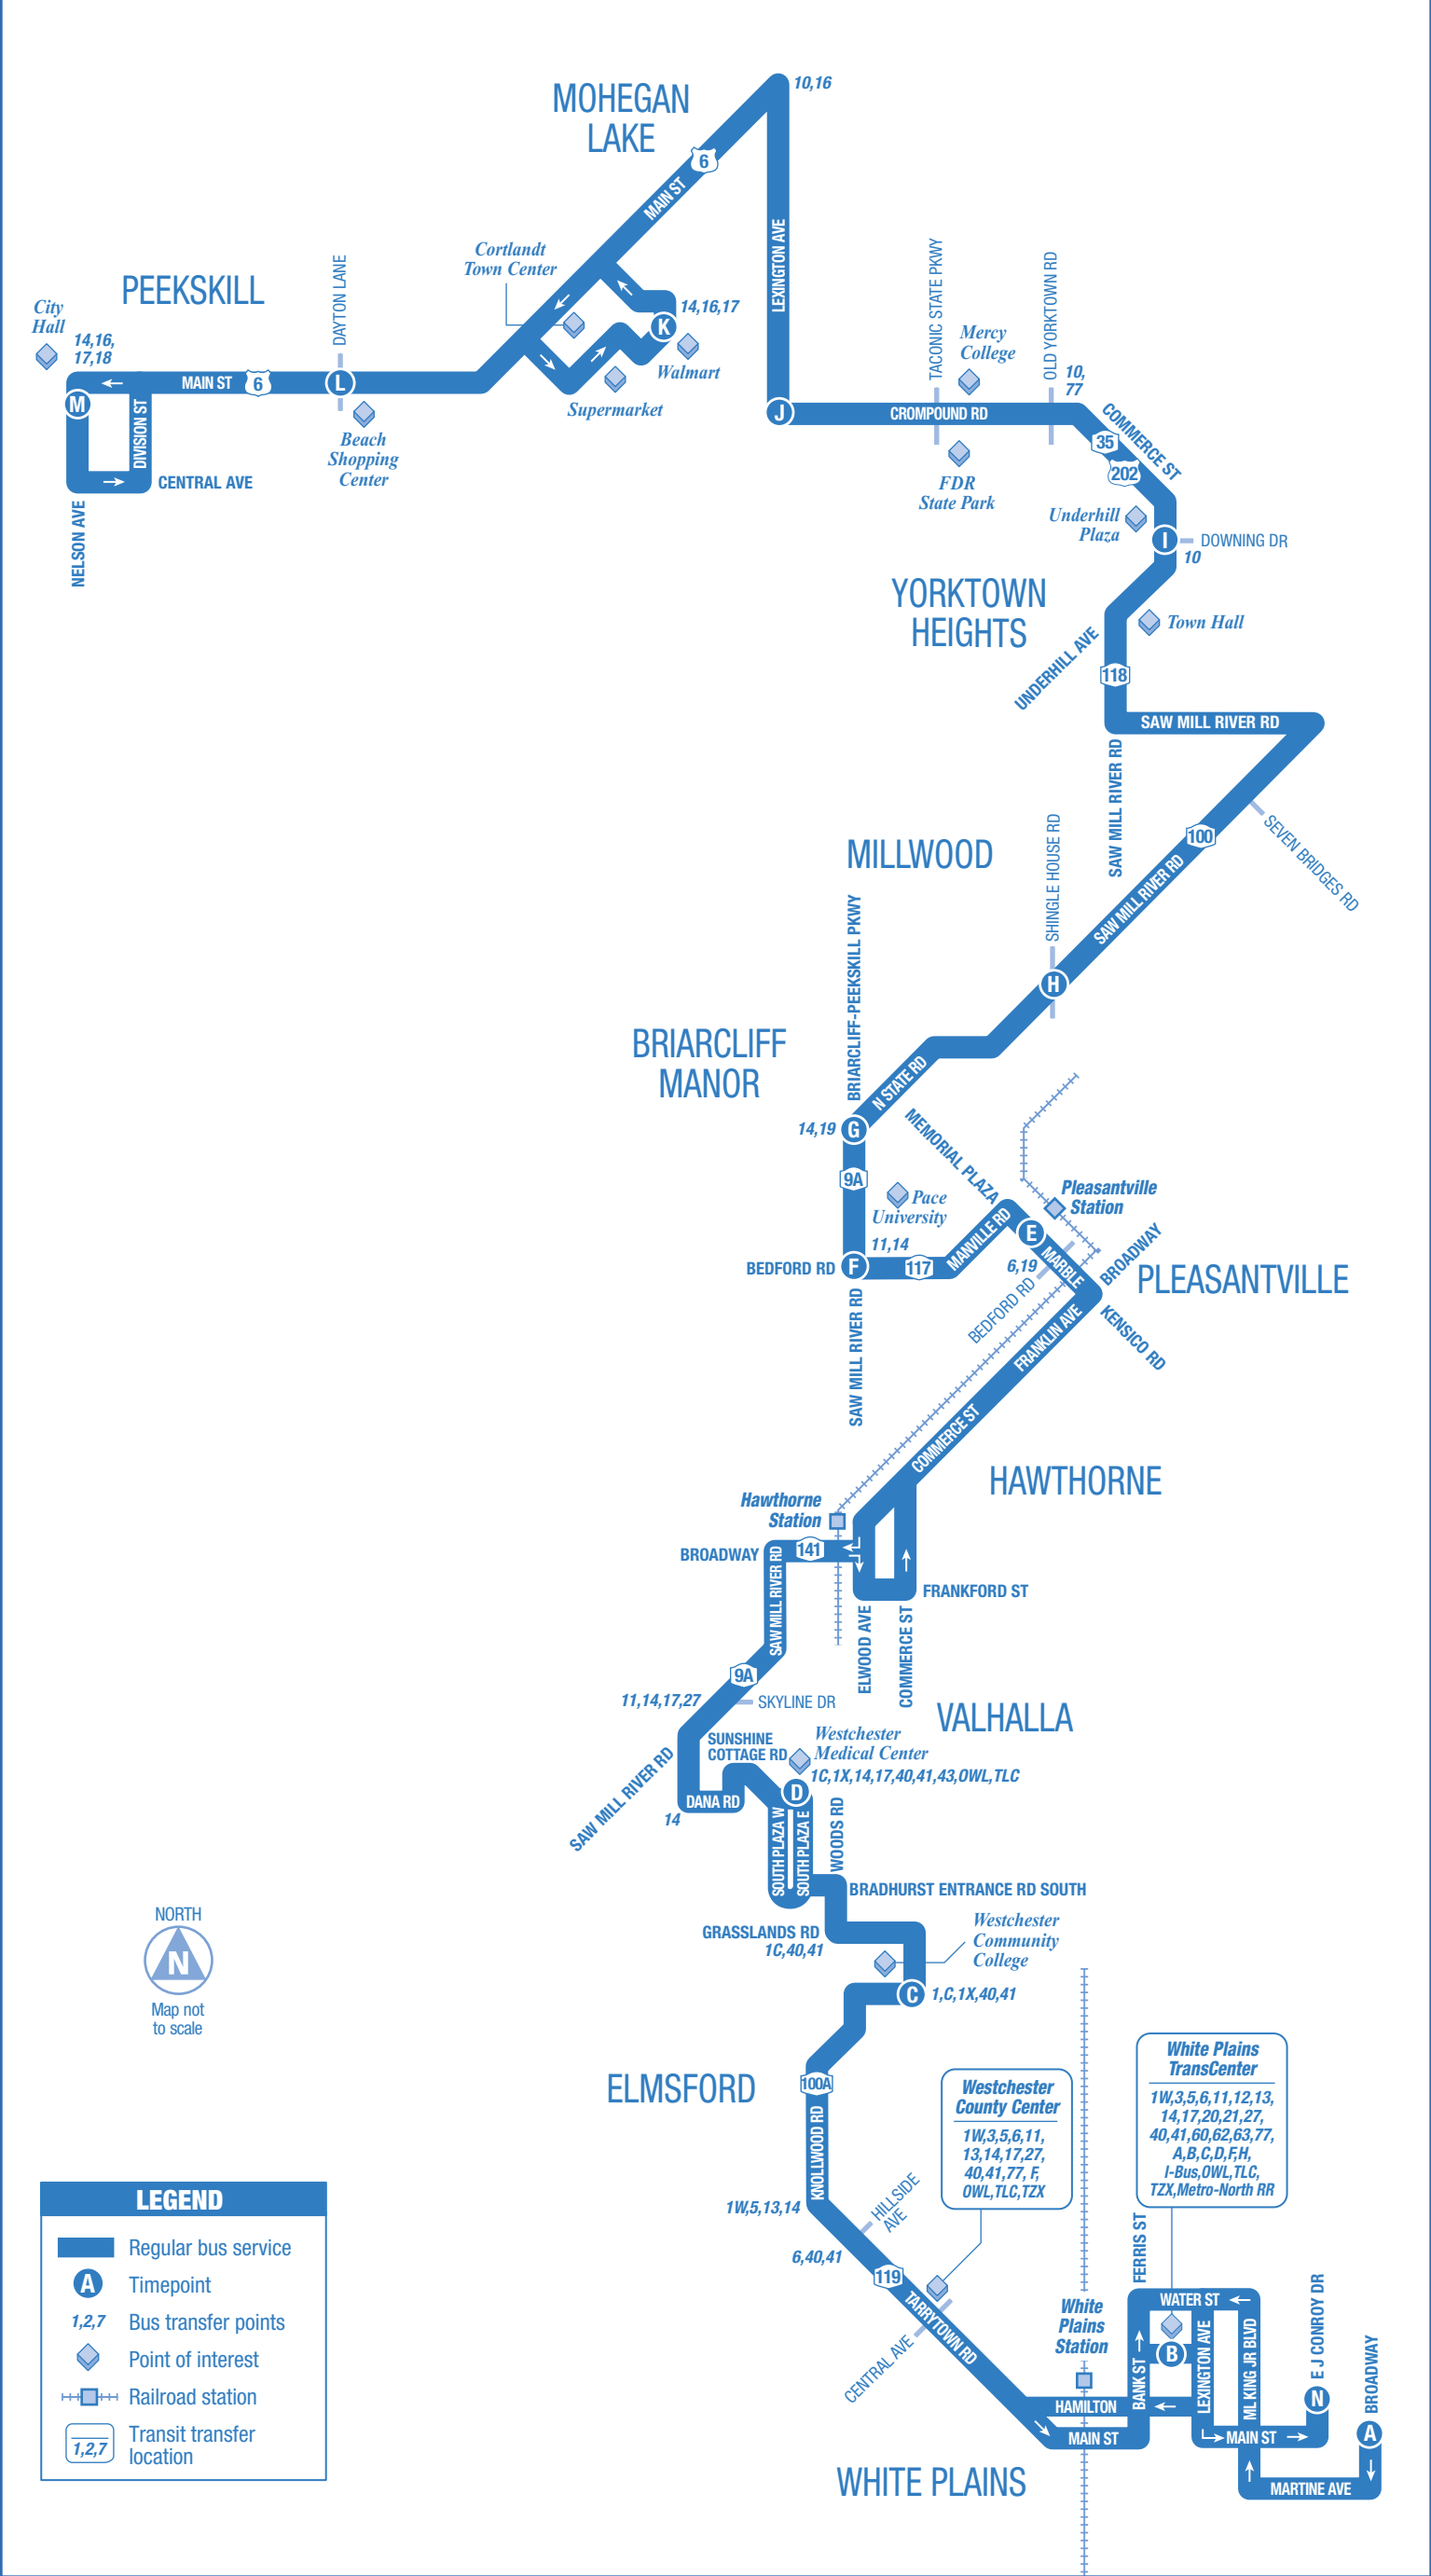 10,16
MOHEGAN
LAKE
6
MAIN ST
LEXINGTON AVE
Cortlandt
Town Center
TACONIC STATE PKWY
OLD YORKTOWN RD
DAYTON LANE
PEEKSKILL
City
Hall
14,16,
17,18
14,16,17
K
Walmart
Supermarket
Mercy
College
10,
77
MAIN ST
6
L
M
DIVISION ST
CENTRAL AVE
NELSON AVE
Beach
Shopping
Center
J
CROMPOUND RD
COMMERCE ST
35
202
FDR
State Park
Underhill
Plaza
I
DOWNING DR
10
YORKTOWN
HEIGHTS
Town Hall
UNDERHILL AVE
118
SAW MILL RIVER RD
SAW MILL RIVER RD
SEVEN BRIDGES RD
100
MILLWOOD
SHINGLE HOUSE RD
SAW MILL RIVER RD
BRIARCLIFF-PEEKSKILL PKWY
H
BRIARCLIFF
MANOR
N STATE RD
14,19
G
MEMORIAL PLAZA
9A
Pace
University
Pleasantville
Station
E
MANVILLE RD
MARBLE
BROADWAY
11,14
6,19
BEDFORD RD
F
117
BEDFORD RD
PLEASANTVILLE
KENSICO RD
FRANKLIN AVE
SAW MILL RIVER RD
COMMERCE ST
HAWTHORNE
Hawthorne
Station
BROADWAY
141
SAW MILL RIVER RD
FRANKFORD ST
ELWOOD AVE
COMMERCE ST
9A
11,14,17,27
SKYLINE DR
VALHALLA
SUNSHINE
COTTAGE RD
Westchester
Medical Center
1C,1X,14,17,40,41,43,OWL,TLC
D
SAW MILL RIVER RD
DANA RD
14
SOUTH PLAZA W
SOUTH PLAZA E
WOODS RD
BRADHURST ENTRANCE RD SOUTH
GRASSLANDS RD
1C,40,41
Westchester
Community
College
C
1,C,1X,40,41
NORTH
N
Map not
to scale
ELMSFORD
100A
KNOLLWOOD RD
Westchester
County Center
1W,3,5,6,11,
13,14,17,27,
40,41,77, F,
OWL,TLC,TZX
White Plains
TransCenter
1W,3,5,6,11,12,13,
14,17,20,21,27,
40,41,60,62,63,77,
A,B,C,D,F,H,
I-Bus,OWL,TLC,
TZX,Metro-North RR
1W,5,13,14
HILLSIDE
AVE
6,40,41
119
TARRYTOWN RD
CENTRAL AVE
White
Plains
Station
FERRIS ST
WATER ST
B
BANK ST
LEXINGTON AVE
ML KING JR BLVD
E J CONROY DR
N
BROADWAY
A
HAMILTON
MAIN ST
MAIN ST
MARTINE AVE
WHITE PLAINS
LEGEND
Regular bus service
A
Timepoint
1,2,7
Bus transfer points
Point of interest
Railroad station
1,2,7
Transit transfer
location